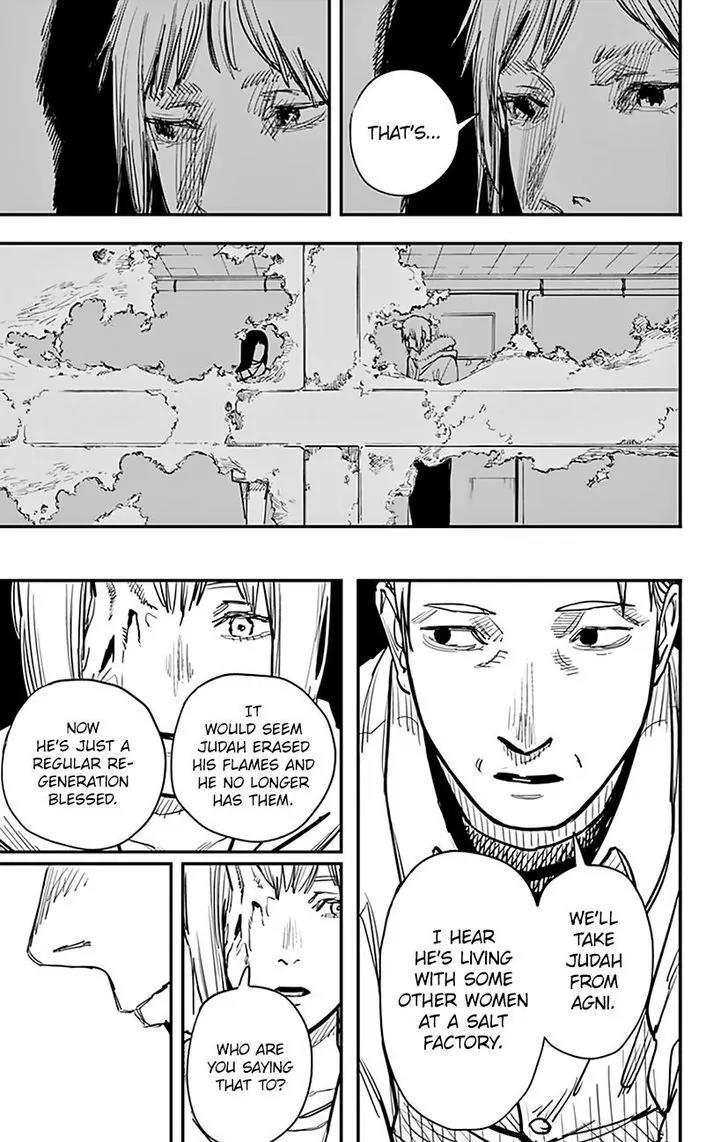 THAT'S...
WE'LL
TAKE
JUDAH
FROM
AGNI.
I HEAR
HE'S LIVING
WITH SOME
OTHER WOMEN
AT A SALT
FACTORY.
IT
WOULD SEEM
JUDAH ERASED
HIS FLAMES AND
HE NO LONGER
HAS THEM.
NOW
HE'S JUST A
REGULAR RE-
GENERATION
BLESSED.
WHO ARE
YOU SAYING
THAT TO?